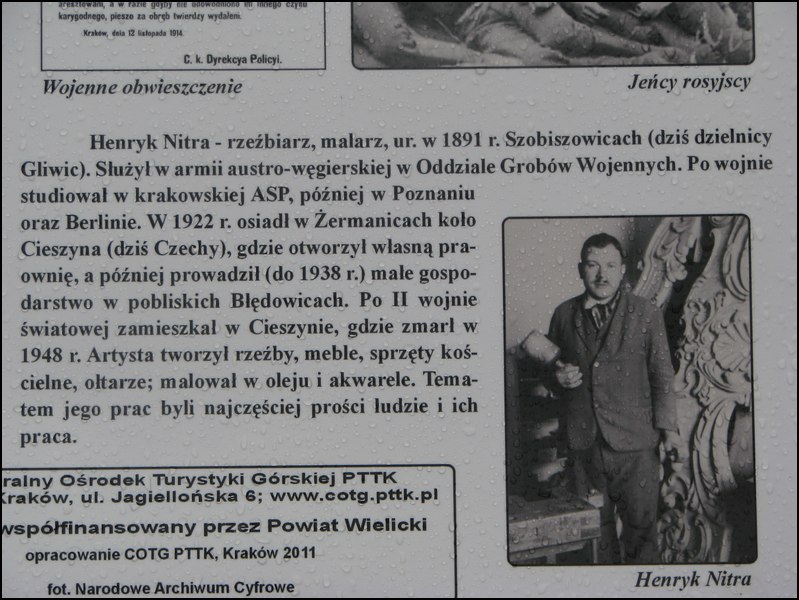 aresztowam, a w razie gdyby nie udowodniono im innego czynu
karygodnego, pieszo za obręb twierdzy wydałem.
Kraków, dnia 12 listopada 1914.
C. k. Dyrekcya Policyi.
Wojenne obwieszczenie
Jeńcy rosyjscy
Henryk Nitra - rzeźbiarz, malarz, ur. w 1891 r. Szobiszowicach (dziś dzielnicy
Gliwic). Służył w armii austro-węgierskiej w Oddziale Grobów Wojennych. Po wojnie
studiował w krakowskiej ASP, później w Poznaniu
oraz Berlinie. W 1922 r. osiadł w Żermanicach koło
Cieszyna (dziś Czechy), gdzie otworzył własną pra-
ownię, a później prowadził (do 1938 r.) małe gospo-
darstwo w pobliskich Błędowicach. Po II wojnie
światowej zamieszkał w Cieszynie, gdzie zmarł w
1948 r. Artysta tworzył rzeźby, meble, sprzęty koś-
cielne, ołtarze; malował w oleju i akwarele. Tema-
tem jego prac byli najczęściej prości ludzie i ich
praca.
ralny Ośrodek Turystyki Górskiej PTTK
Kraków, ul. Jagiellońska 6; www.cotg.pttk.pl
współfinansowany przez Powiat Wielicki
opracowanie COTG PTTK, Kraków 2011
fot. Narodowe Archiwum Cyfrowe
Henryk Nitra